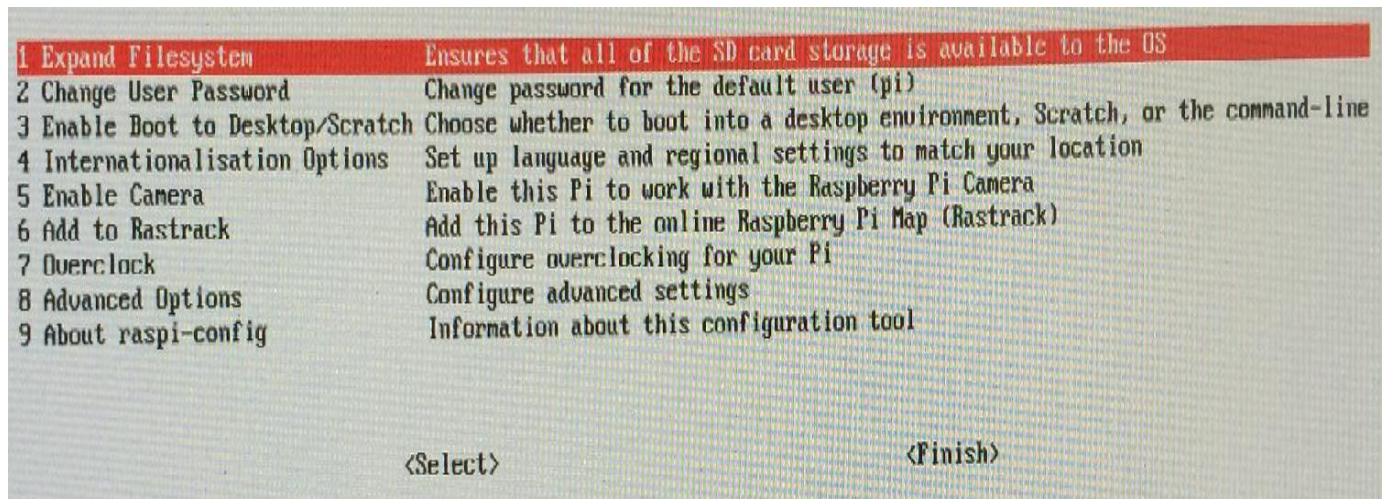 1 Expand Filesystem Ensures that all of the SD card storage is available to the OS
2 Change User Password Change password for the default user (pi)
3 Enable Boot to Desktop/Scratch Choose whether to boot into a desktop environment, Scratch, or the command-line
4 Internationalisation Options Set up language and regional settings to match your location
5 Enable Camera Enable this Pi to work with the Raspberry Pi Camera
6 Add to Rastrack Add this Pi to the online Raspberry Pi Map (Rastrack)
7 Overclock Configure overclocking for your Pi
8 Advanced Options Configure advanced settings
9 About raspi-config Information about this configuration tool
<Select> <Finish>